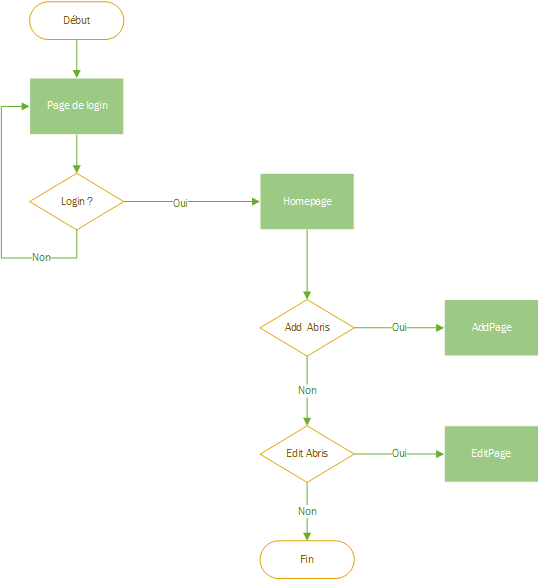 Début
Page de login
Login ?
Oui
Homepage
Non
Add Abris
Oui
AddPage
Non
Edit Abris
Oui
EditPage
Non
Fin